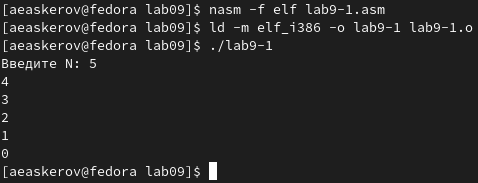 [aeaskerov@fedora lab09]$ nasm -f elf lab9-1.asm
[aeaskerov@fedora lab09]$ ld -m elf_i386 -o lab9-1 lab9-1.o
[aeaskerov@fedora lab09]$ ./lab9-1
Введите N: 5
4
3
2
1
0
[aeaskerov@fedora lab09]$